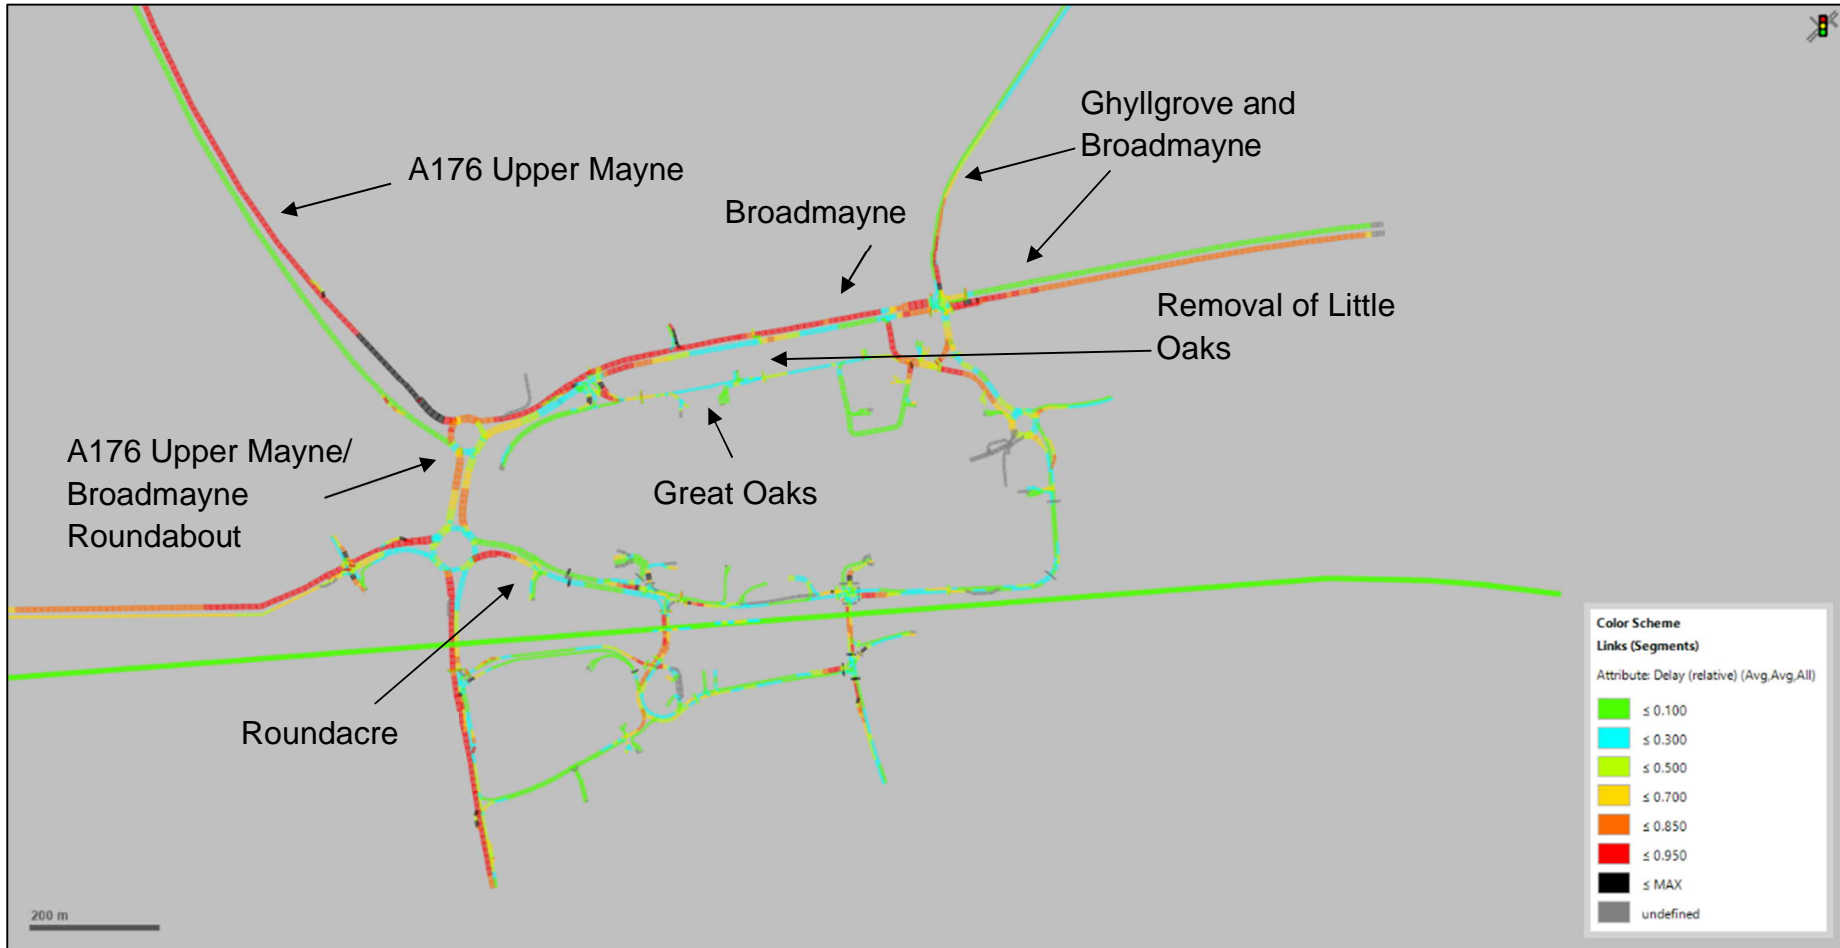 Ghyllgrove and
Broadmayne
A176 Upper Mayne
Broadmayne
Removal of Little
Oaks
A176 Upper Mayne/
Broadmayne
Roundabout
Great Oaks
Roundacre
Color Scheme
Links (Segments)
Attribute: Delay (relative) (Avg,Avg,All)
≤ 0.100
≤ 0.300
≤ 0.500
≤ 0.700
≤ 0.850
≤ 0.950
≤ MAX
undefined
200 m